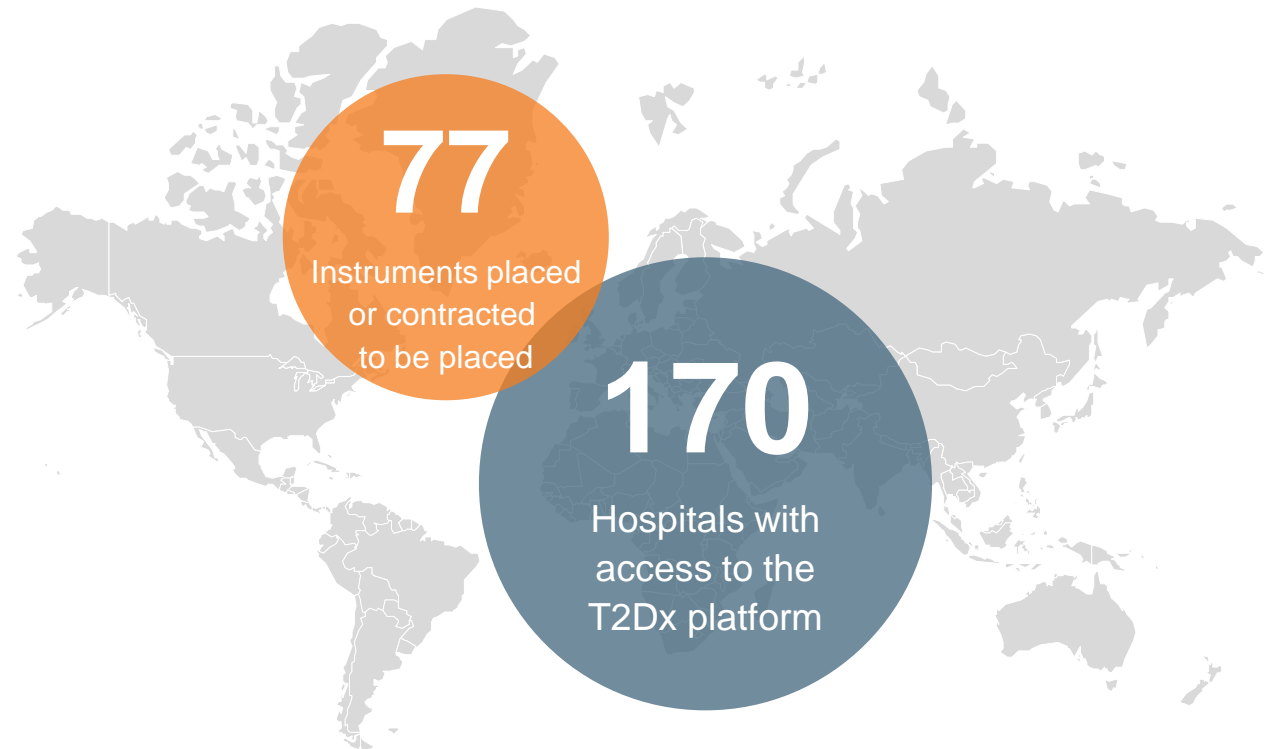 77
Instruments placed
or contracted
to be placed
170
Hospitals with
access to the
T2Dx platform